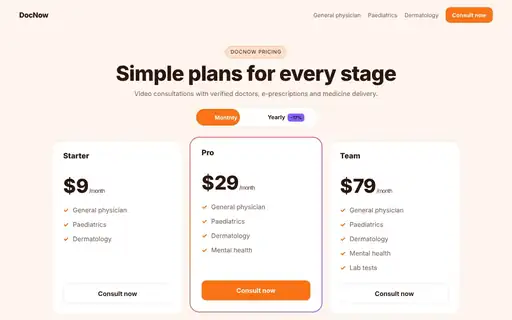 DocNow
General physician Paediatrics Dermatology Consult now
DOCNOW PRICING
Simple plans for every stage
Video consultations with verified doctors, e-prescriptions and medicine delivery.
Monthly Yearly -17%
Starter
$9/month
✓ General physician
✓ Paediatrics
✓ Dermatology
Consult now
Pro
$29/month
✓ General physician
✓ Paediatrics
✓ Dermatology
✓ Mental health
Consult now
Team
$79/month
✓ General physician
✓ Paediatrics
✓ Dermatology
✓ Mental health
✓ Lab tests
Consult now